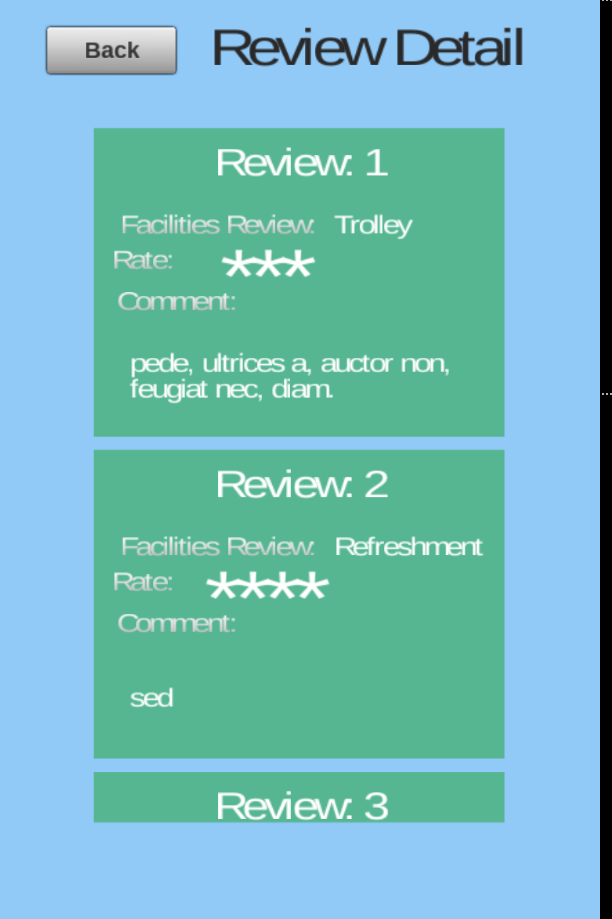 Back Review Detail
Review: 1
Facilities Review: Trolley
Rate: ***
Comment:
pede, ultrices a, auctor non,
feugiat nec, diam.
Review: 2
Facilities Review: Refreshment
Rate: ****
Comment:
sed
Review: 3